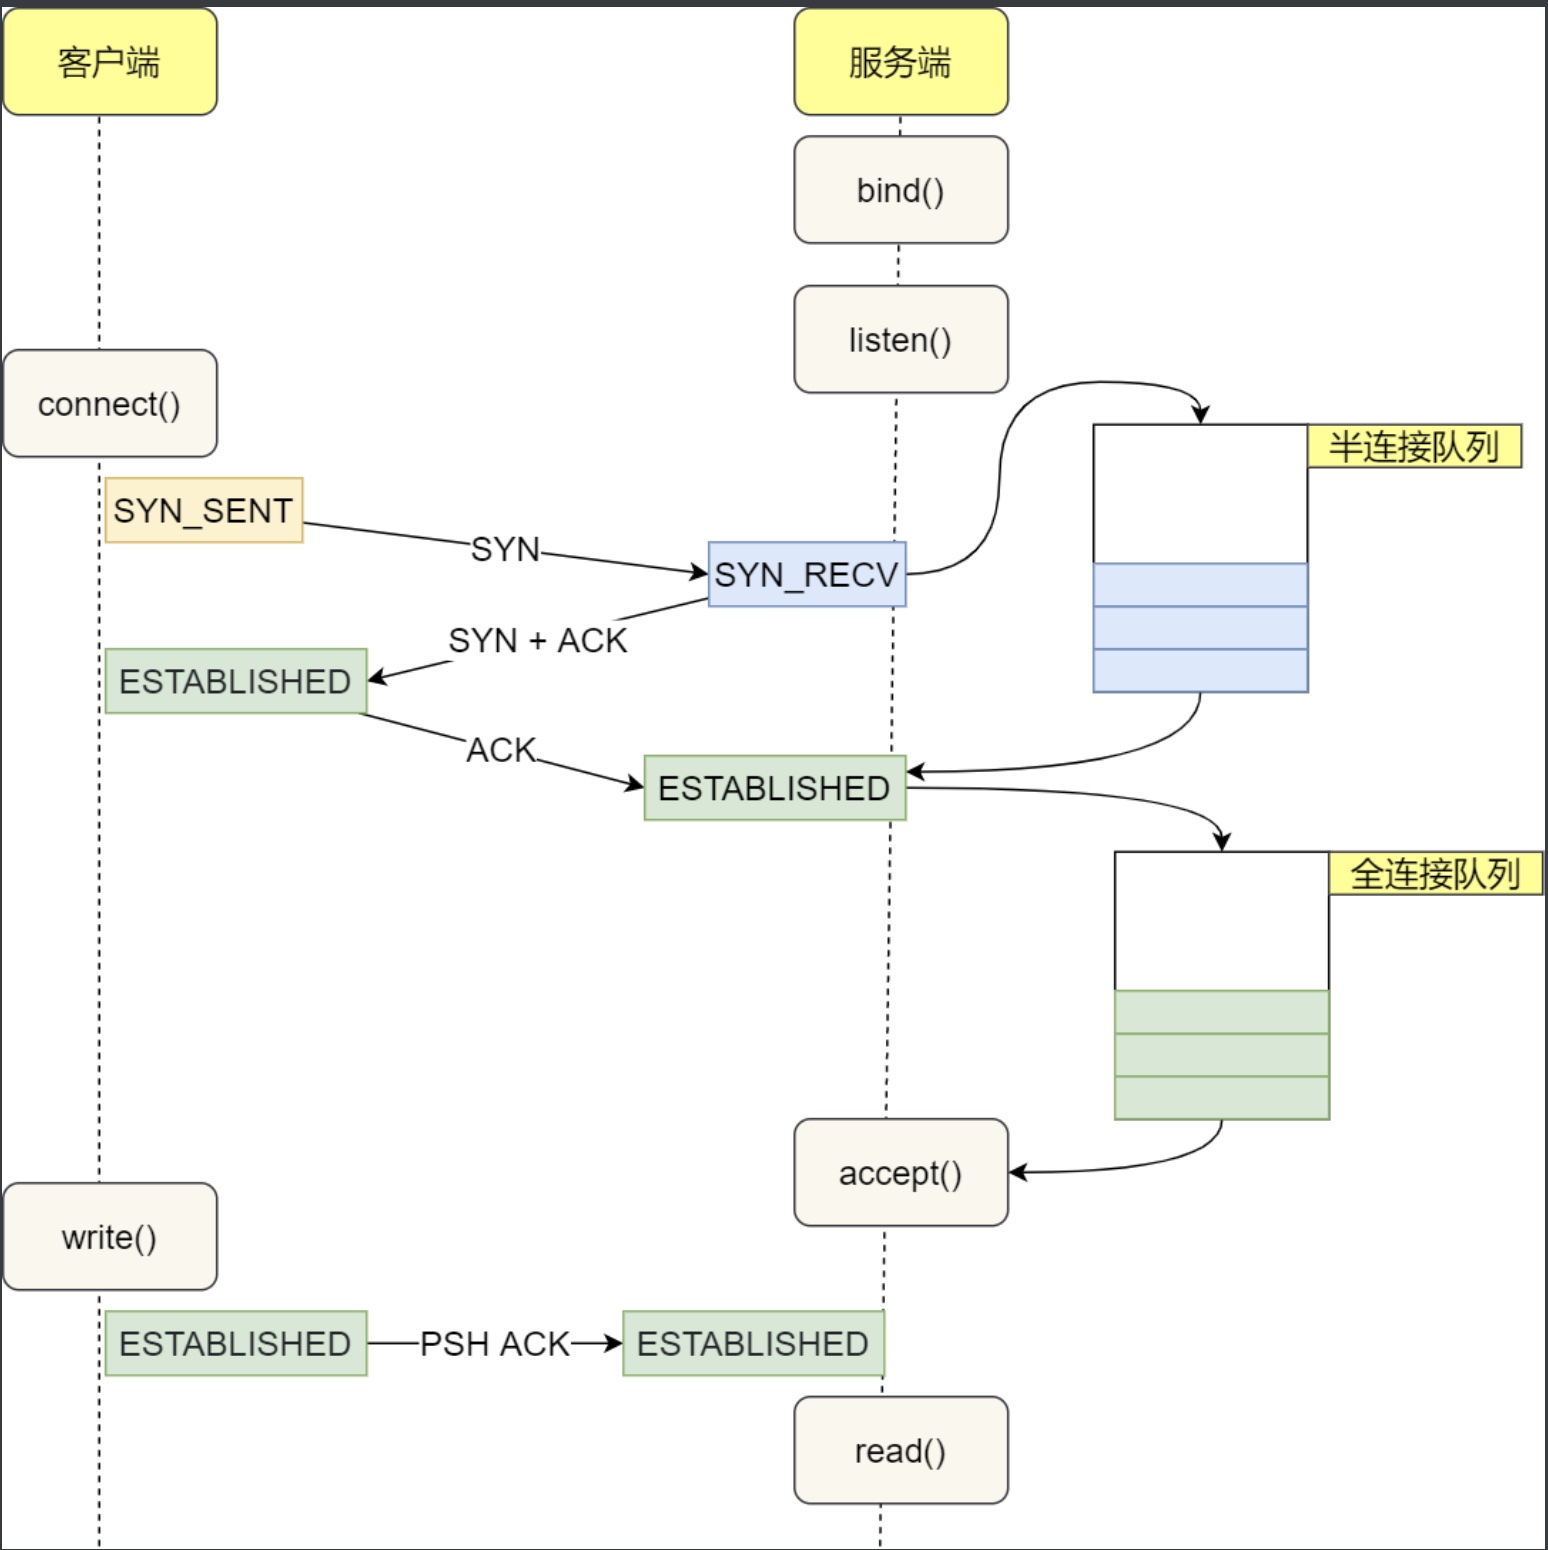 客户端
服务端
bind()
listen()
connect()
半连接队列
SYN_SENT
SYN
SYN_RECV
SYN + ACK
ESTABLISHED
ACK
ESTABLISHED
全连接队列
accept()
write()
ESTABLISHED
PSH ACK
ESTABLISHED
read()